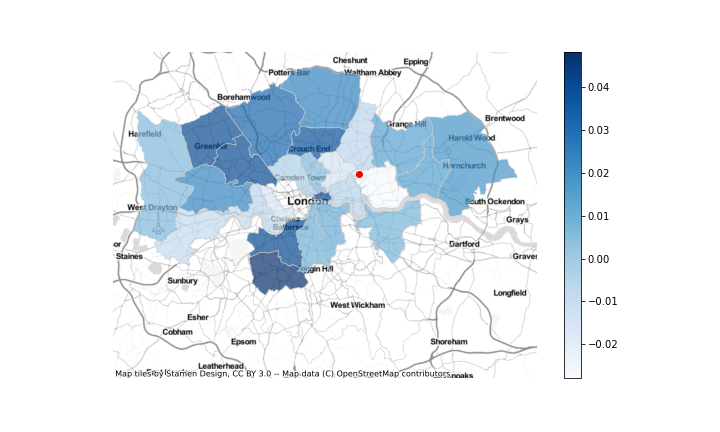 Cheshunt
Epping
Potters Bar
Waltham Abbey
Borehamwood
Brentwood
Grange Hill
Harefield
Harold Wood
Greenhill
Crouch End
Hornchurch
Camden Town
London
South Ockendon
West Drayton
Chelsea
Battersea
Grays
Dartford
Staines
Biggin Hill
Sunbury
Longfield
West Wickham
Esher
Cobham
Epsom
Shoreham
Leatherhead
Map tiles by Stamen Design, CC BY 3.0 -- Map data (C) OpenStreetMap contributors
0.04
0.03
0.02
0.01
0.00
−0.01
−0.02